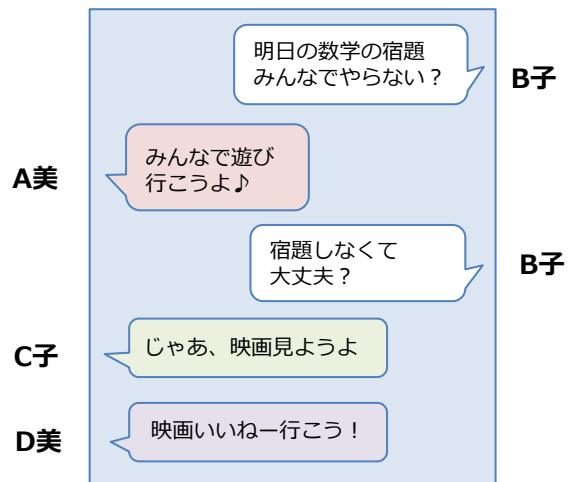 明日の数学の宿題
みんなでやらない？
B子
みんなで遊び
行こうよ♪
A美
宿題しなくて
大丈夫？
B子
C子
じゃあ、映画見ようよ
D美
映画いいねー行こう！